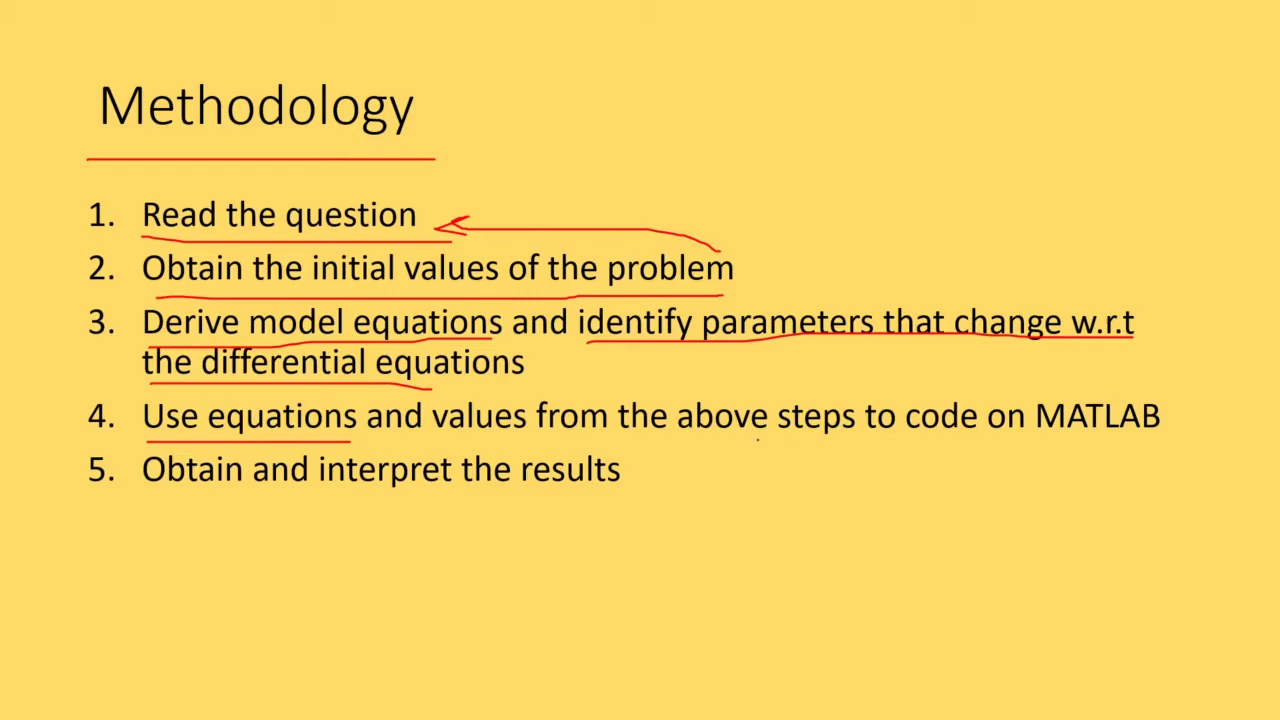 Methodology
1. Read the question
2. Obtain the initial values of the problem
3. Derive model equations and identify parameters that change w.r.t
the differential equations
4. Use equations and values from the above steps to code on MATLAB
5. Obtain and interpret the results